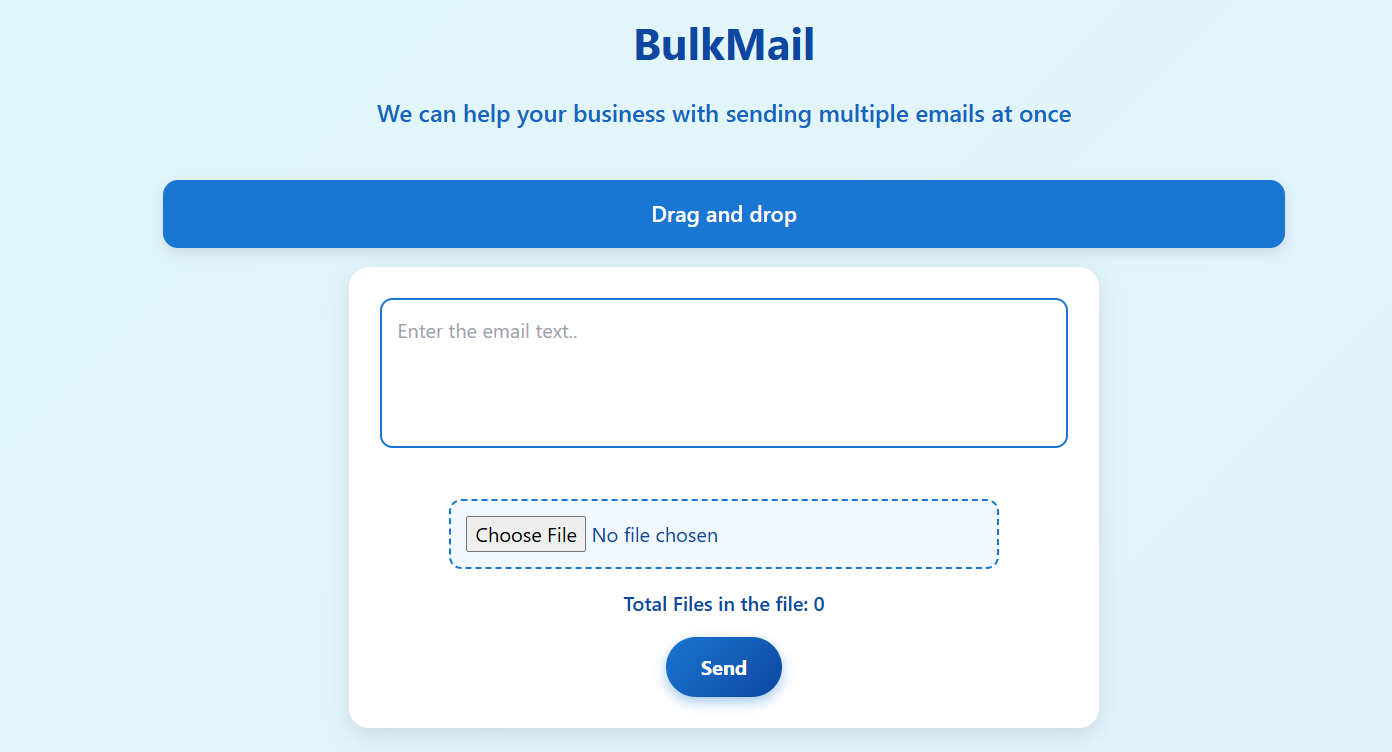 BulkMail
We can help your business with sending multiple emails at once
Drag and drop
Enter the email text..
Choose File No file chosen
Total Files in the file: 0
Send